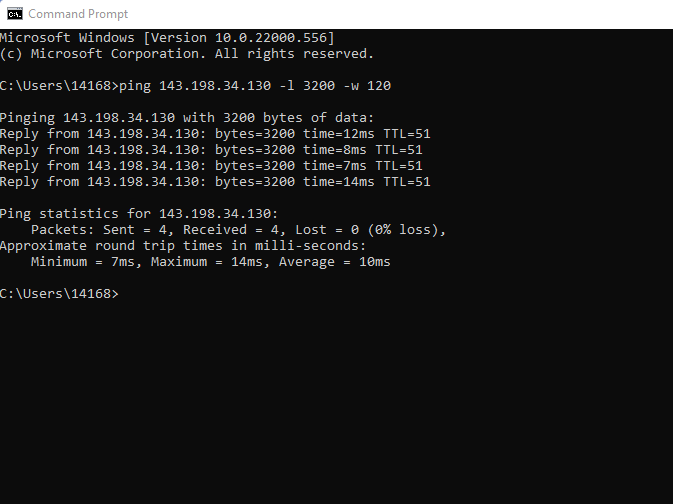 Command Prompt
Microsoft Windows [Version 10.0.22000.556]
(c) Microsoft Corporation. All rights reserved.
C:\Users\14168>ping 143.198.34.130 -l 3200 -w 120
Pinging 143.198.34.130 with 3200 bytes of data:
Reply from 143.198.34.130: bytes=3200 time=12ms TTL=51
Reply from 143.198.34.130: bytes=3200 time=8ms TTL=51
Reply from 143.198.34.130: bytes=3200 time=7ms TTL=51
Reply from 143.198.34.130: bytes=3200 time=14ms TTL=51
Ping statistics for 143.198.34.130:
    Packets: Sent = 4, Received = 4, Lost = 0 (0% loss),
Approximate round trip times in milli-seconds:
    Minimum = 7ms, Maximum = 14ms, Average = 10ms
C:\Users\14168>